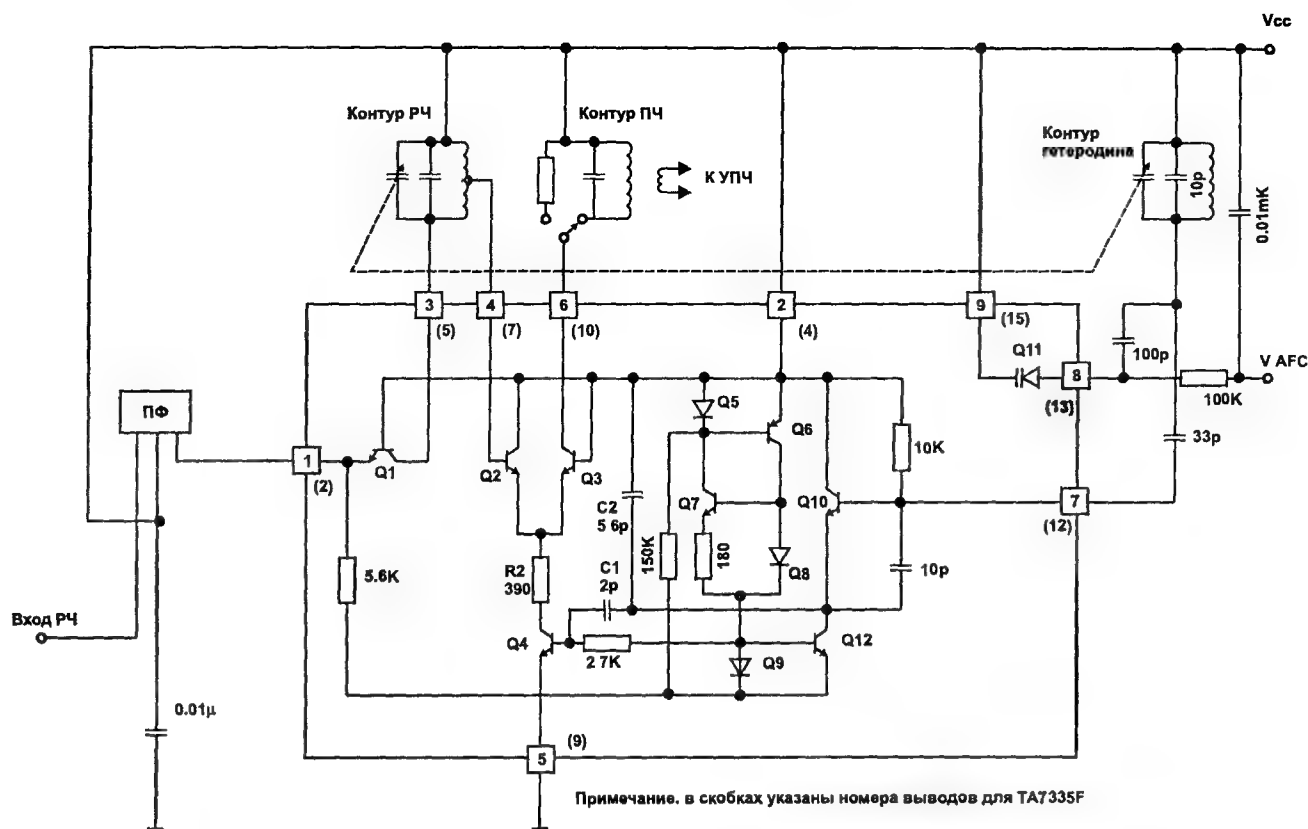 Vcc
Контур РЧ
Контур ПЧ
Контур
гетеродина
К УПЧ
10p
0.01mK
3
4
6
2
9
(5)
(7)
(10)
(4)
(15)
Q11
8
(13)
100p
100K
V AFC
ПФ
Q5
Q6
10K
33p
1
(2)
Q1
Q2
Q3
C2
5 6p
Q7
Q10
7
(12)
150K
180
Q8
10p
5.6K
R2
390
C1
2p
Вход РЧ
Q4
2 7K
Q9
Q12
0.01µ
5
(9)
Примечание. в скобках указаны номера выводов для TA7335F